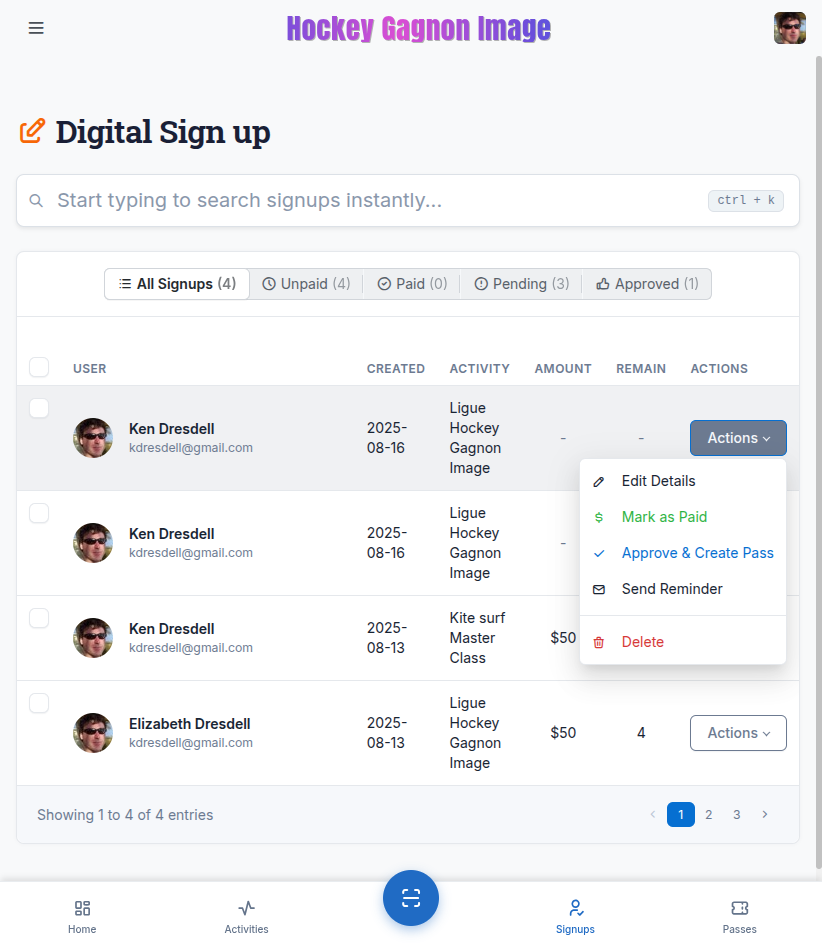 Hockey Gagnon Image
Digital Sign up
Start typing to search signups instantly...
ctrl + k
All Signups (4)
Unpaid (4)
Paid (0)
Pending (3)
Approved (1)
USER
CREATED
ACTIVITY
AMOUNT
REMAIN
ACTIONS
Ken Dresdell
kdresdell@gmail.com
2025-
08-16
Ligue
Hockey
Gagnon
Image
-
-
Actions
Edit Details
Mark as Paid
Approve & Create Pass
Send Reminder
Delete
Ken Dresdell
kdresdell@gmail.com
2025-
08-16
Ligue
Hockey
Gagnon
Image
-
Ken Dresdell
kdresdell@gmail.com
2025-
08-13
Kite surf
Master
Class
$50
Elizabeth Dresdell
kdresdell@gmail.com
2025-
08-13
Ligue
Hockey
Gagnon
Image
$50
4
Actions
Showing 1 to 4 of 4 entries
1
2
3
Home
Activities
Signups
Passes